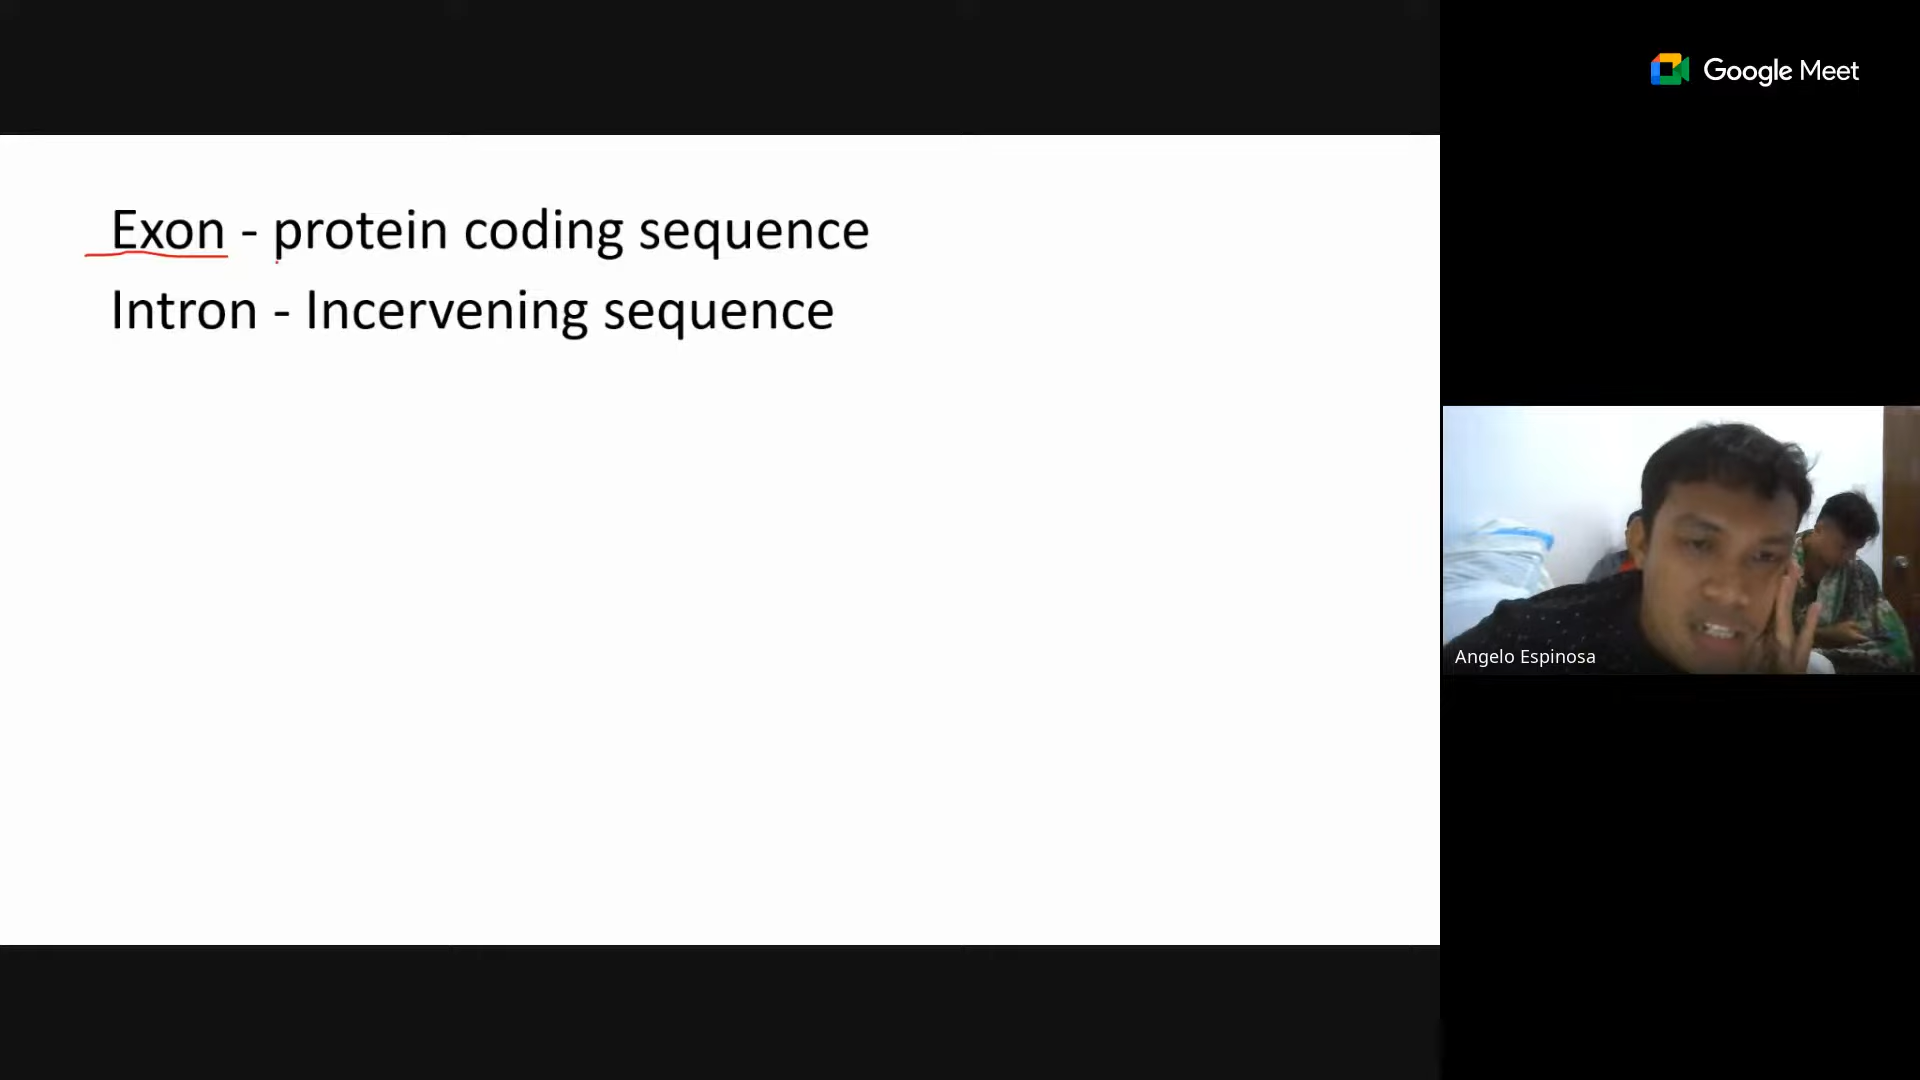 Google Meet
Exon - protein coding sequence
Intron - Incervening sequence
Angelo Espinosa